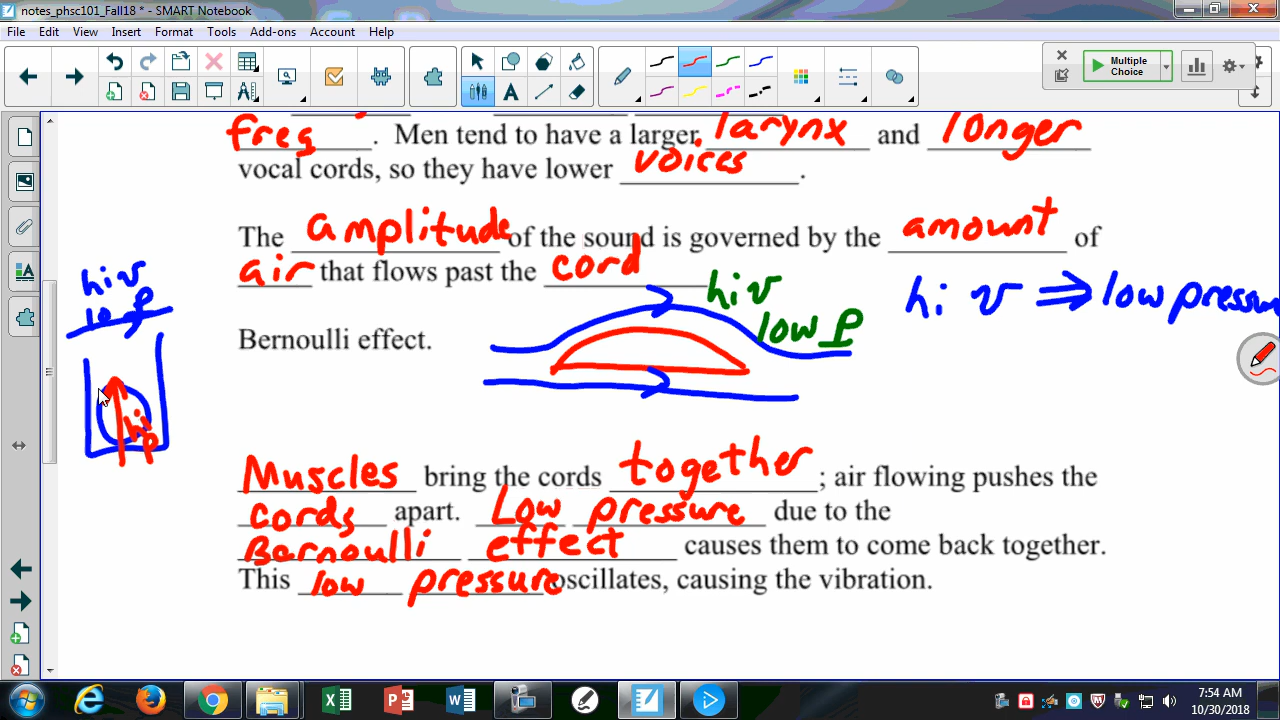 notes_phsc101_Fall18 * - SMART Notebook
File Edit View Insert Format Tools Add-ons Account Help
Multiple
Choice
freq. Men tend to have a larger larynx and longer
vocal cords, so they have lower voices.
The amplitude of the sound is governed by the amount of
air that flows past the cord
hi v
low P
hi v ⇒ low pressu
hi v
lo p
Bernoulli effect.
hi
p
Muscles bring the cords together; air flowing pushes the
cords apart. Low pressure due to the
Bernoulli effect causes them to come back together.
This low pressure oscillates, causing the vibration.
7:54 AM
10/30/2018